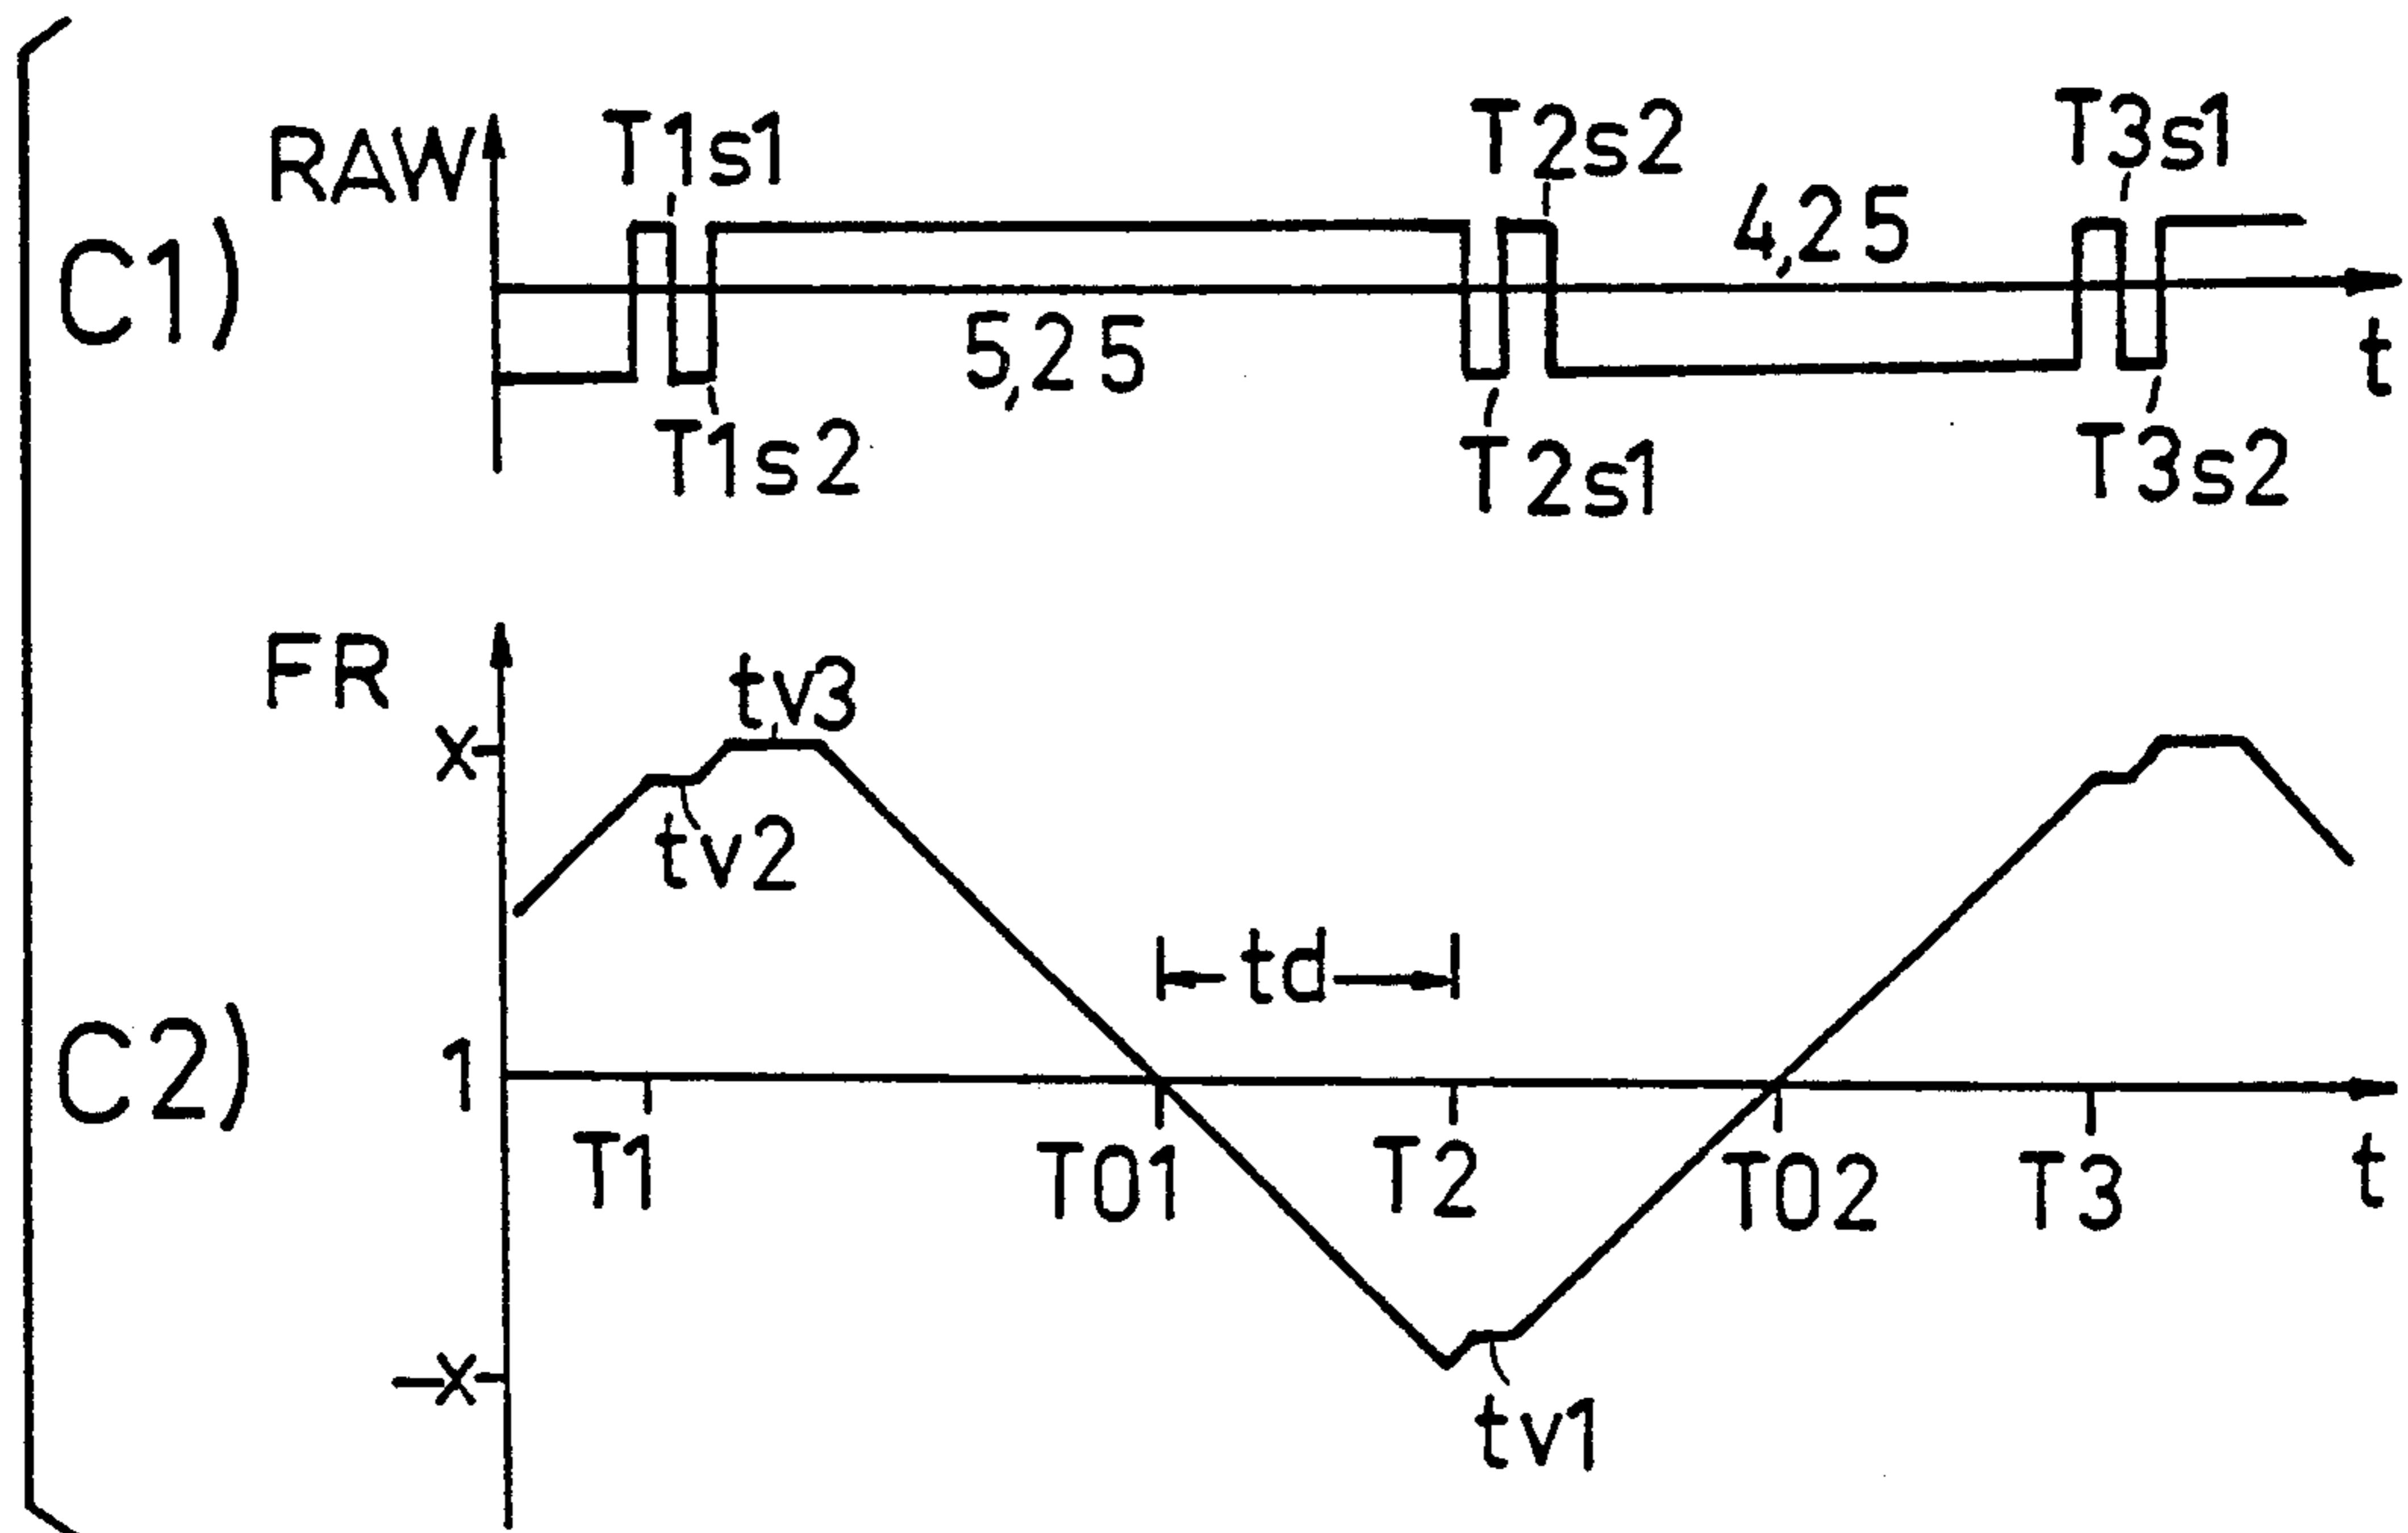 C1)
RAW
T1s1
T2s2
T3s1
4,25
5,25
t
T1s2
T2s1
T3s2
C2)
FR
x
tv3
tv2
td
1
T1
T01
T2
T02
T3
t
-x
tv1